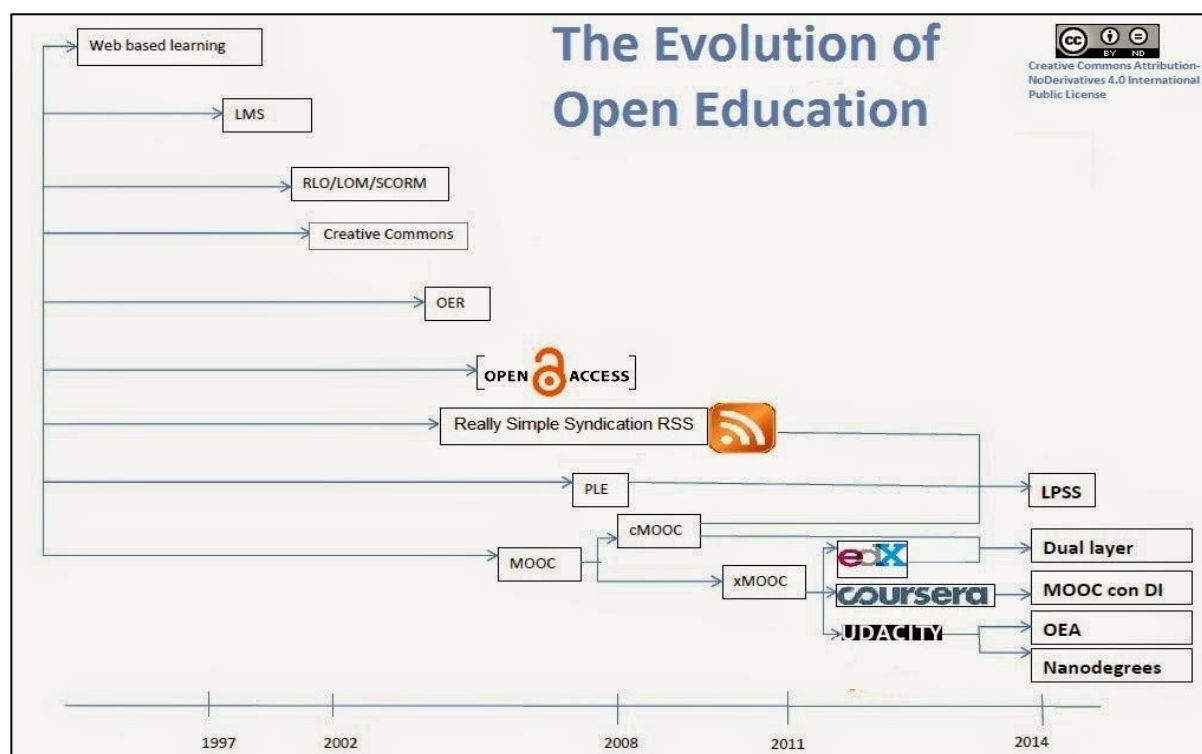 The Evolution of
Open Education
CC BY ND
Creative Commons Attribution-
NoDerivatives 4.0 International
Public License
Web based learning
LMS
RLO/LOM/SCORM
Creative Commons
OER
OPEN ACCESS
Really Simple Syndication RSS
PLE
LPSS
cMOOC
MOOC
xMOOC
edX
Dual layer
coursera
MOOC con DI
UDACITY
OEA
Nanodegrees
1997
2002
2008
2011
2014